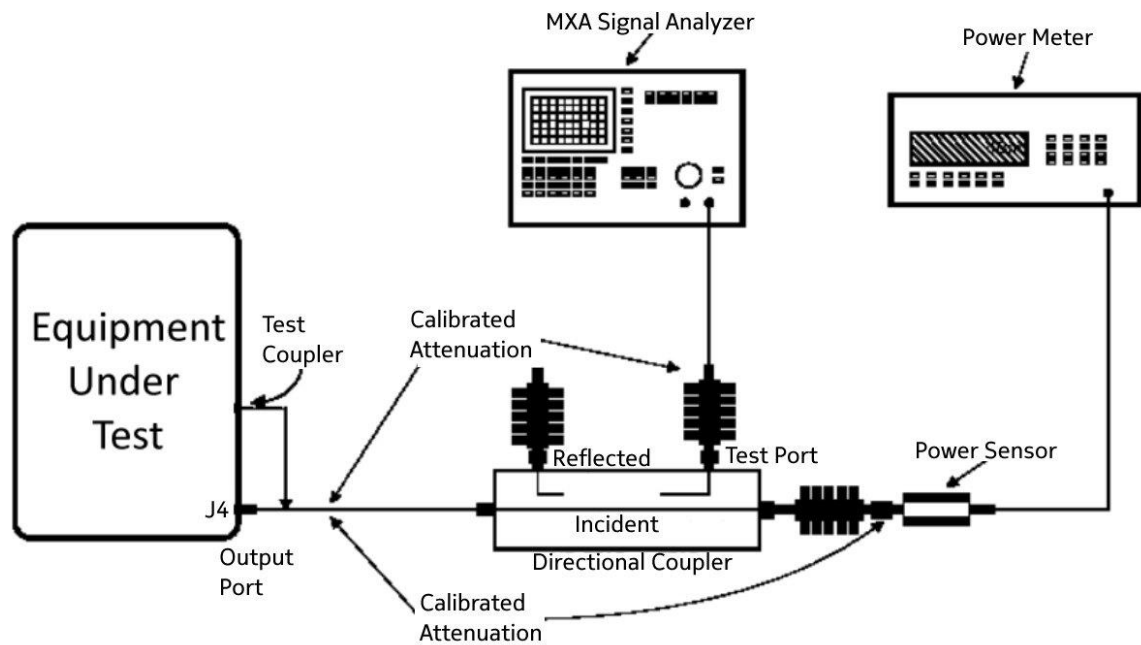 MXA Signal Analyzer
Power Meter
Equipment
Under
Test
Test
Coupler
Calibrated
Attenuation
Reflected
Test Port
Power Sensor
J4
Incident
Output
Port
Directional Coupler
Calibrated
Attenuation